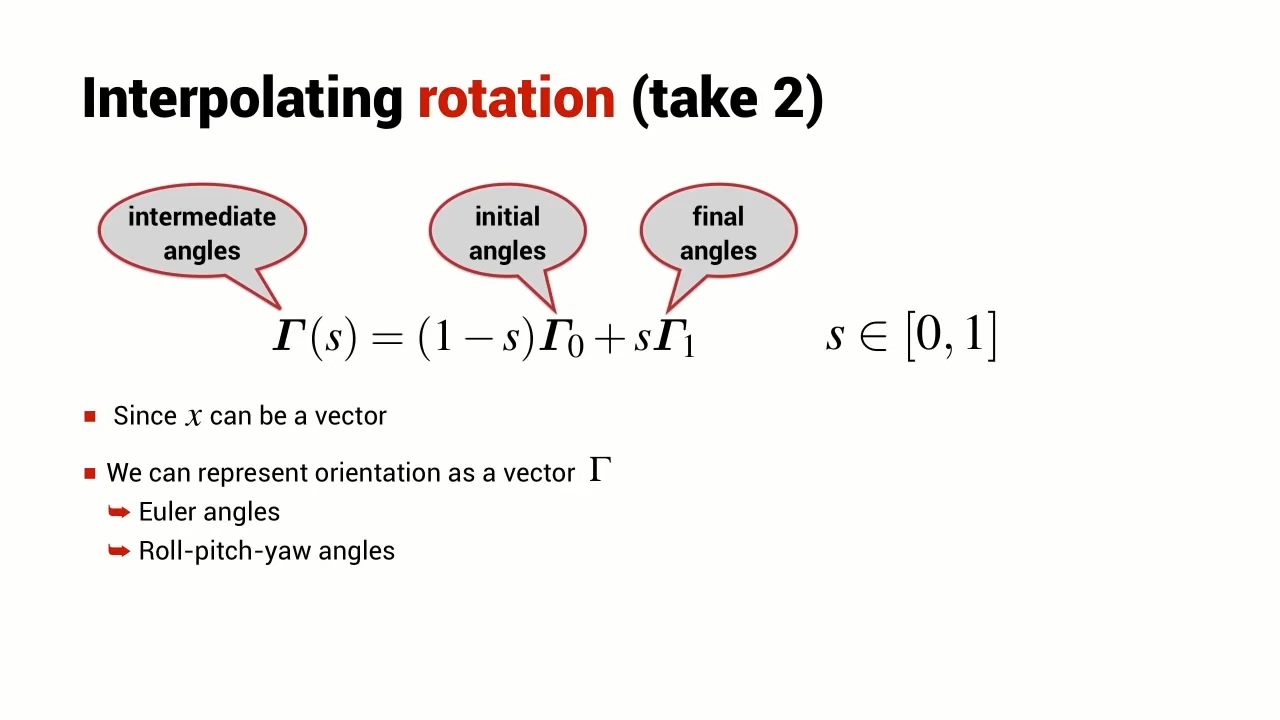 Interpolating rotation (take 2)
intermediate
angles
initial
angles
final
angles
Γ(s) = (1 − s)Γ₀ + sΓ₁
s ∈ [0, 1]
Since x can be a vector
We can represent orientation as a vector Γ
Euler angles
Roll-pitch-yaw angles